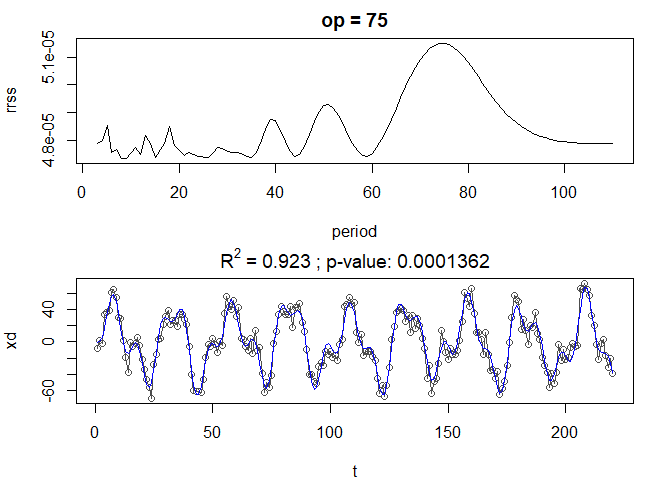 op = 75
rrss
5.1e-05
4.8e-05
0 20 40 60 80 100
period
R² = 0.923 ; p-value: 0.0001362
xd
40
0
-60
0 50 100 150 200
t